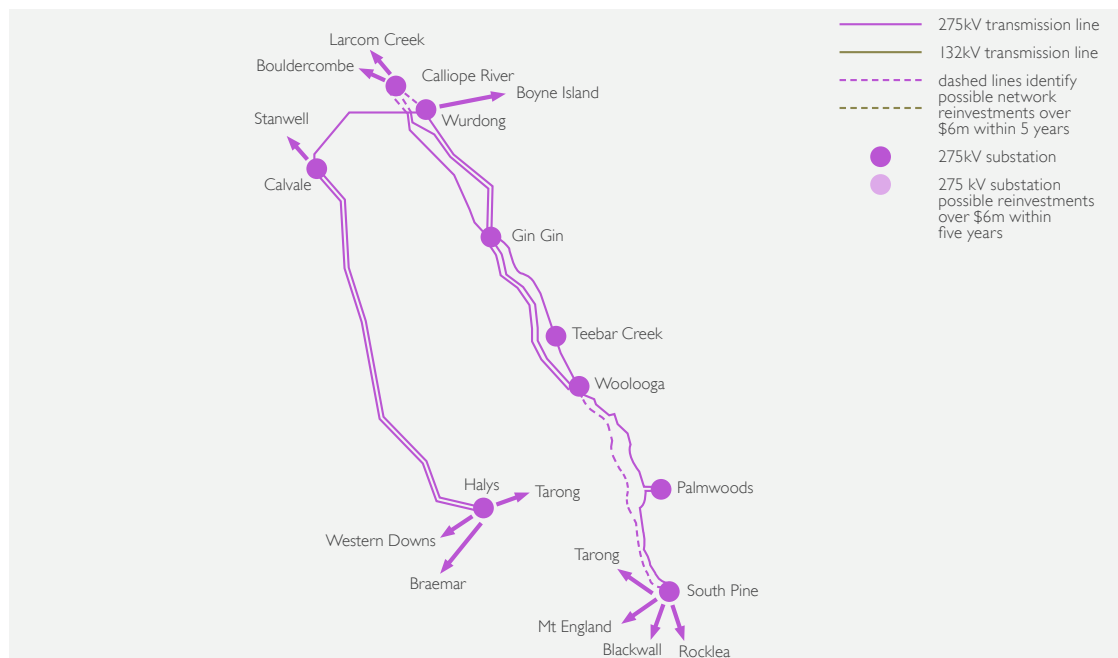 Larcom Creek
Bouldercombe
Calliope River
Boyne Island
Wurdong
Stanwell
Calvale
Gin Gin
Teebar Creek
Woolooga
Halys
Tarong
Palmwoods
Western Downs
Braemar
Tarong
South Pine
Mt England
Blackwall
Rocklea
275kV transmission line
132kV transmission line
dashed lines identify
possible network
reinvestments over
$6m within 5 years
275kV substation
275 kV substation
possible reinvestments
over $6m within
five years